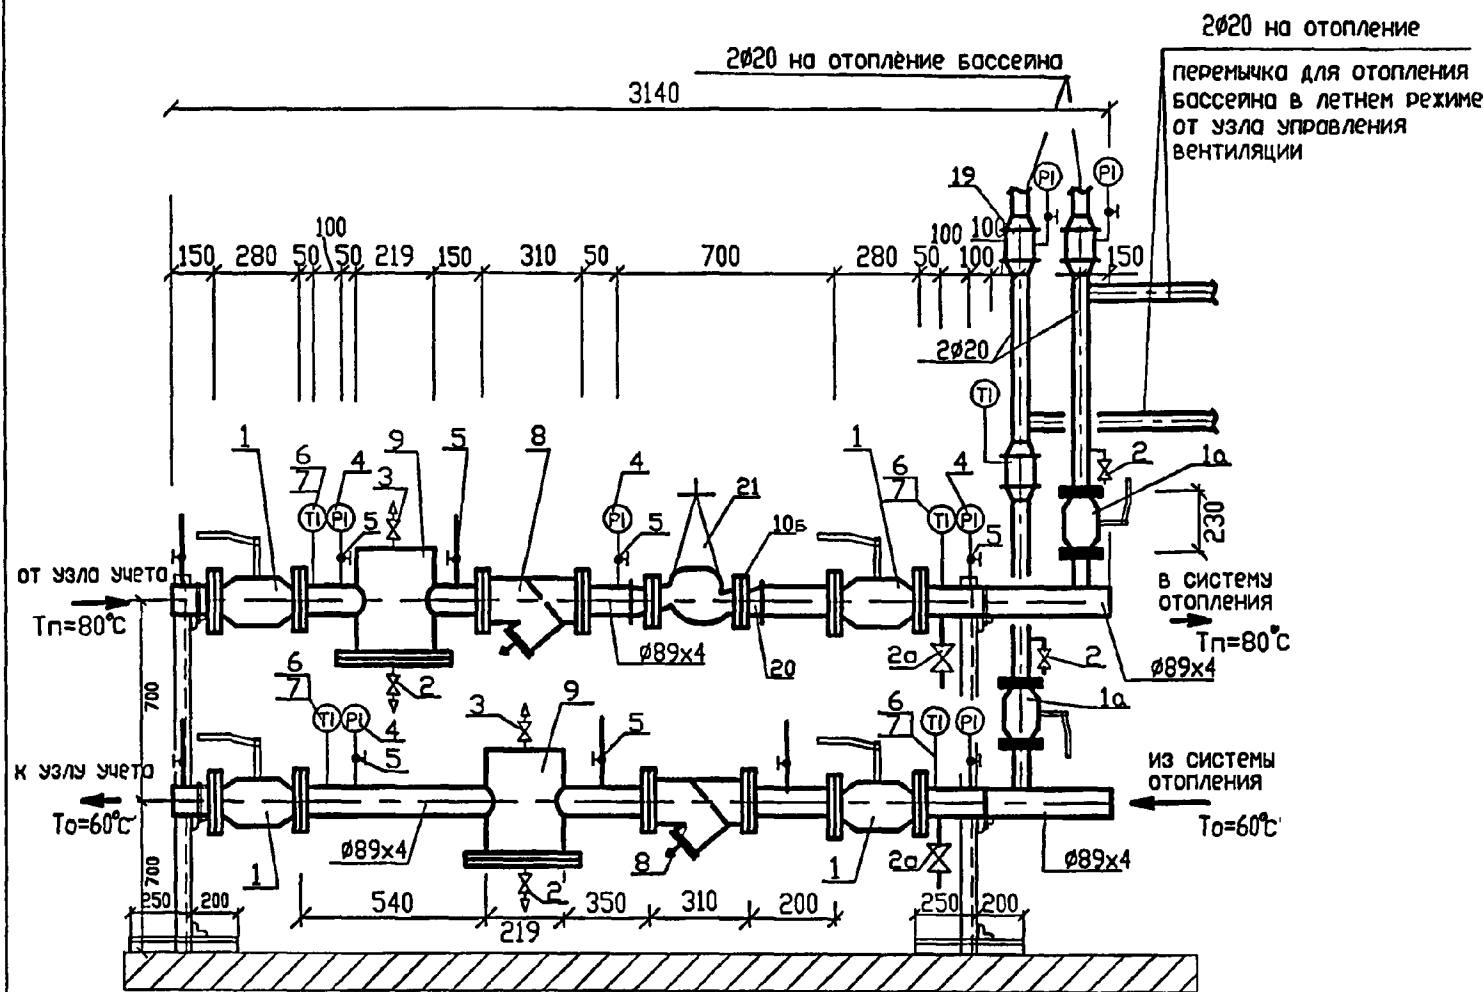 2ø20 на отопление
2ø20 на отопление бассейна
перемычка для отопления
бассейна в летнем режиме
от узла управления
вентиляции
3140
19
PI
PI
100
100
100
150
280
50
50
219
150
310
50
700
280
50
100
150
2ø20
TI
1
6
7
4
9
3
5
8
4
21
10б
1
6
7
4
2
1а
230
TI
PI
5
PI
5
TI
PI
5
от узла учета
Тп=80°С
в систему
отопления
Тп=80°С
ø89x4
20
2а
2
ø89x4
1а
2
700
6
7
TI
PI
4
5
3
9
5
6
7
TI
PI
к узлу учета
То=60°С
из системы
отопления
То=60°С
ø89x4
1
8
1
2а
ø89x4
2
700
250
200
540
219
350
310
200
250
200